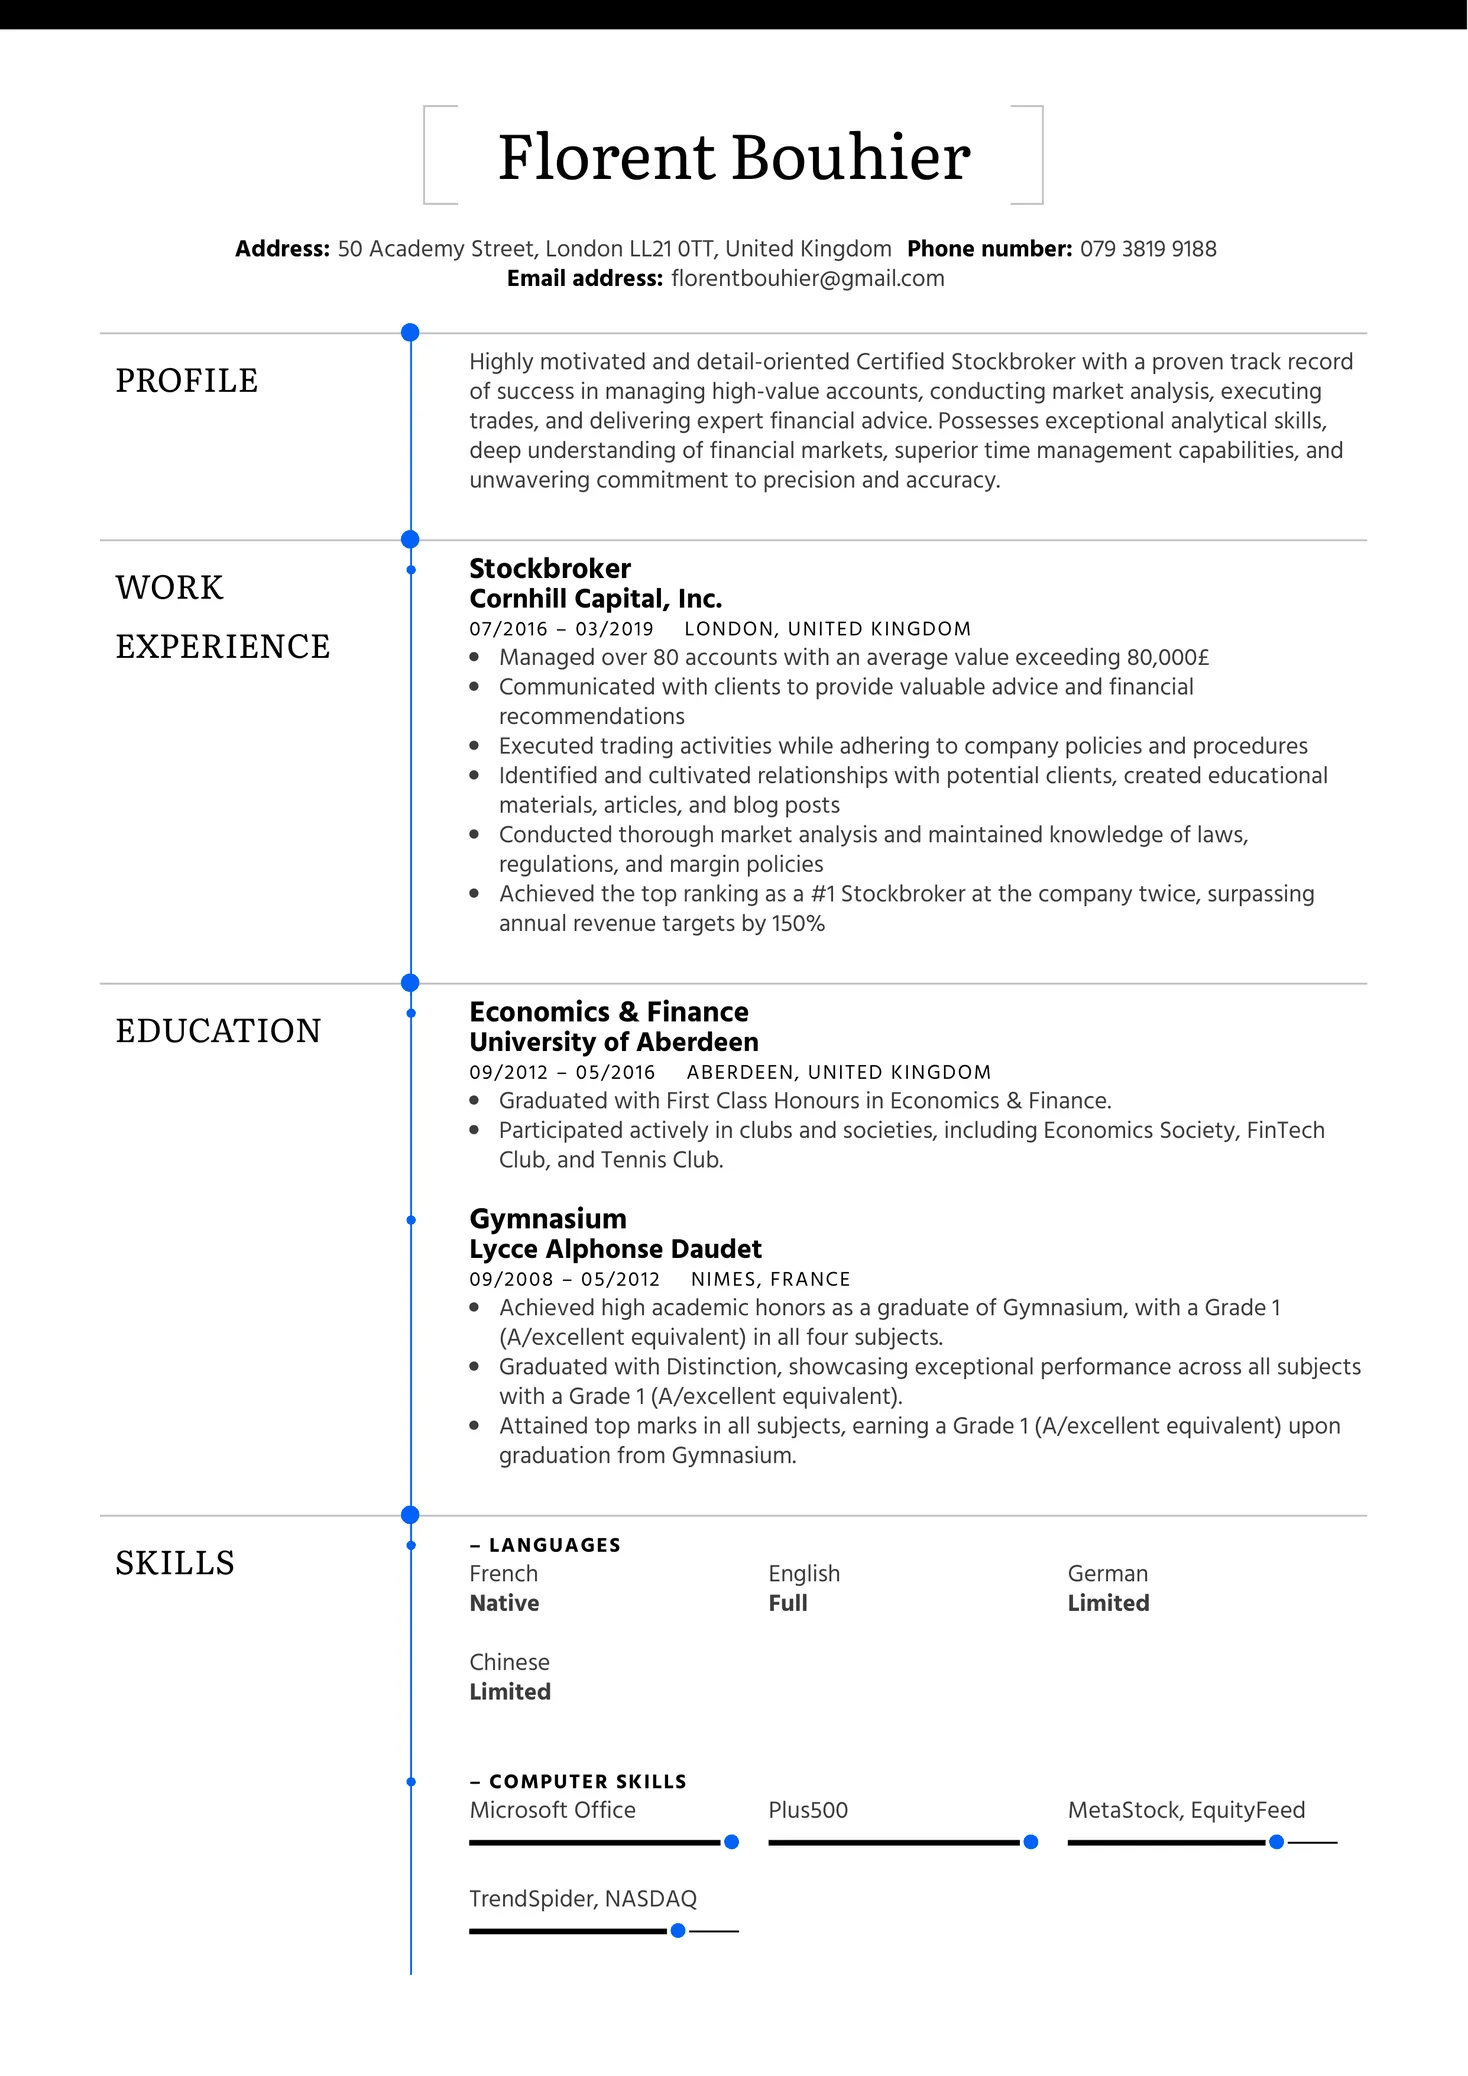 Florent Bouhier
Address: 50 Academy Street, London LL21 0TT, United Kingdom Phone number: 079 3819 9188
Email address: florentbouhier@gmail.com
PROFILE
Highly motivated and detail-oriented Certified Stockbroker with a proven track record
of success in managing high-value accounts, conducting market analysis, executing
trades, and delivering expert financial advice. Possesses exceptional analytical skills,
deep understanding of financial markets, superior time management capabilities, and
unwavering commitment to precision and accuracy.
WORK
EXPERIENCE
Stockbroker
Cornhill Capital, Inc.
07/2016 – 03/2019 LONDON, UNITED KINGDOM
• Managed over 80 accounts with an average value exceeding 80,000£
• Communicated with clients to provide valuable advice and financial
recommendations
• Executed trading activities while adhering to company policies and procedures
• Identified and cultivated relationships with potential clients, created educational
materials, articles, and blog posts
• Conducted thorough market analysis and maintained knowledge of laws,
regulations, and margin policies
• Achieved the top ranking as a #1 Stockbroker at the company twice, surpassing
annual revenue targets by 150%
EDUCATION
Economics & Finance
University of Aberdeen
09/2012 – 05/2016 ABERDEEN, UNITED KINGDOM
• Graduated with First Class Honours in Economics & Finance.
• Participated actively in clubs and societies, including Economics Society, FinTech
Club, and Tennis Club.
Gymnasium
Lycce Alphonse Daudet
09/2008 – 05/2012 NIMES, FRANCE
• Achieved high academic honors as a graduate of Gymnasium, with a Grade 1
(A/excellent equivalent) in all four subjects.
• Graduated with Distinction, showcasing exceptional performance across all subjects
with a Grade 1 (A/excellent equivalent).
• Attained top marks in all subjects, earning a Grade 1 (A/excellent equivalent) upon
graduation from Gymnasium.
SKILLS
– LANGUAGES
French English German
Native Full Limited
Chinese
Limited
– COMPUTER SKILLS
Microsoft Office Plus500 MetaStock, EquityFeed
TrendSpider, NASDAQ